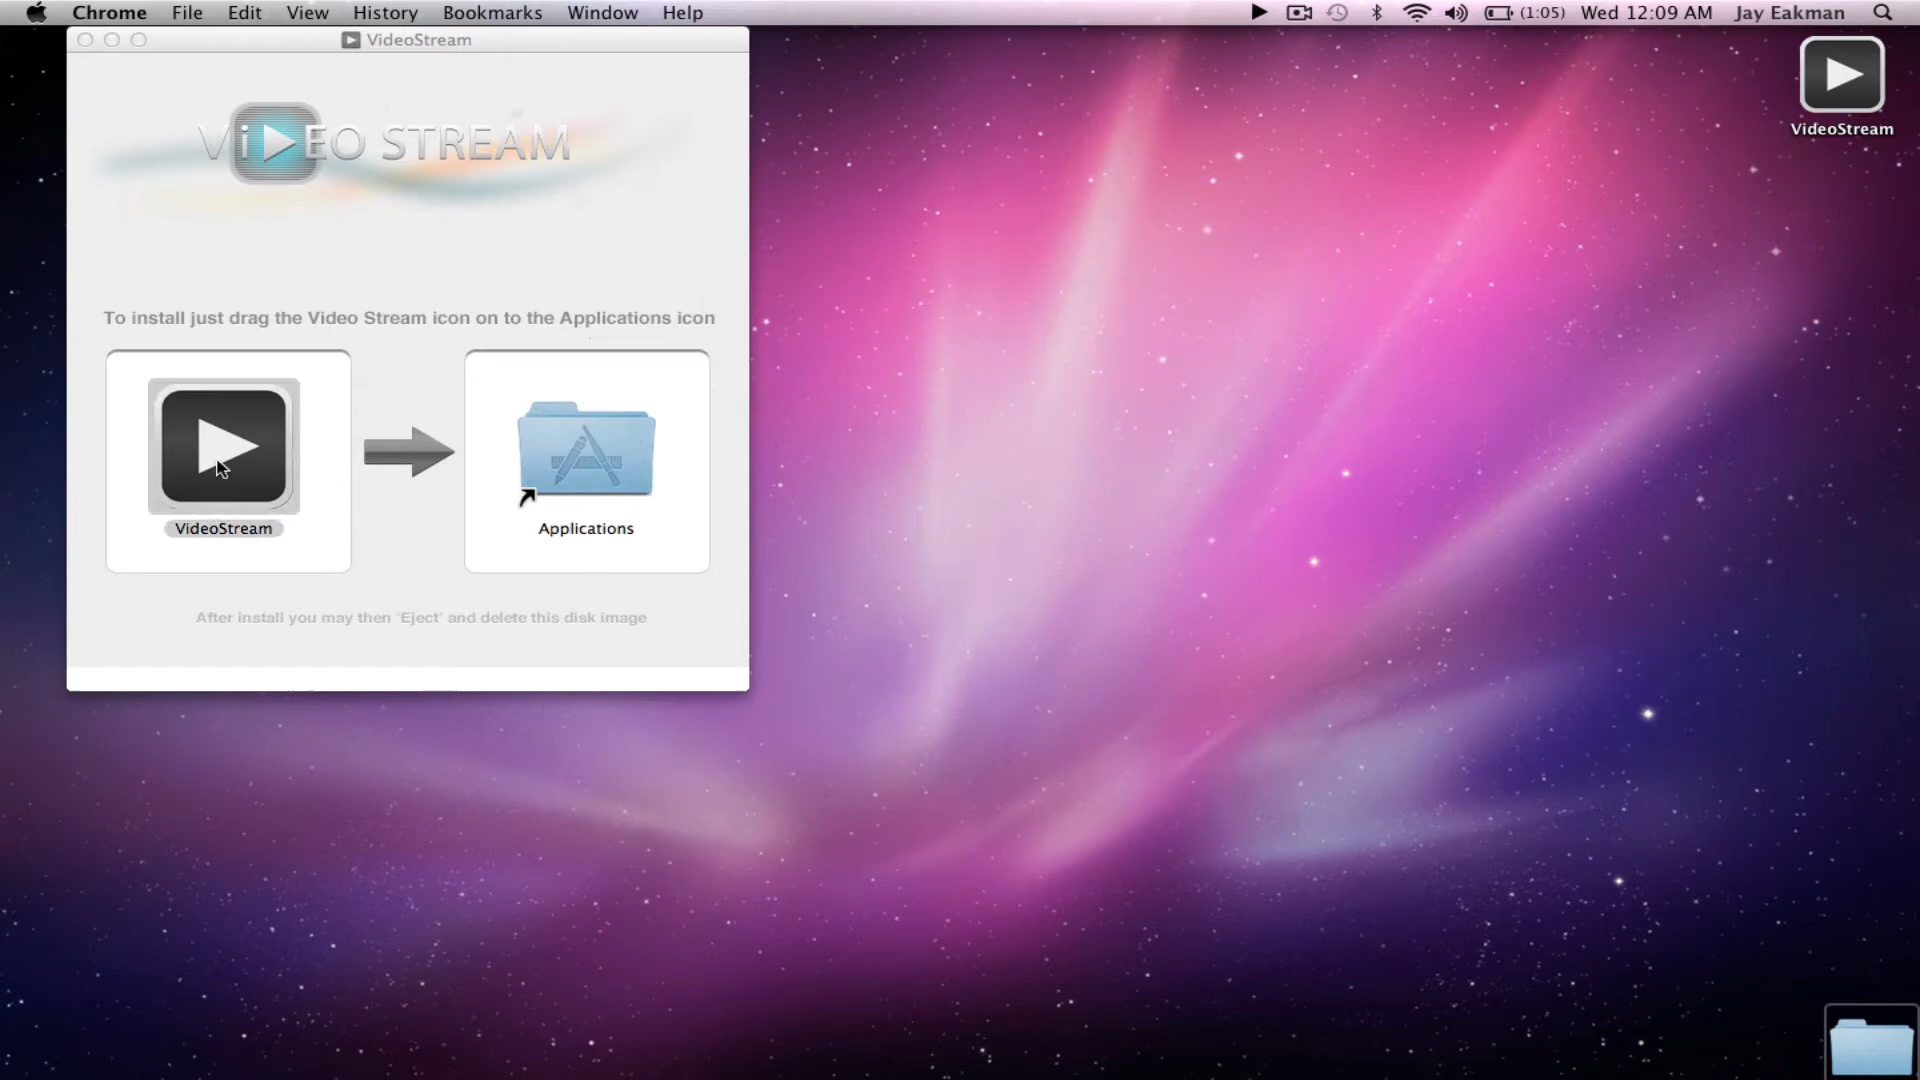 Chrome File Edit View History Bookmarks Window Help (1:05) Wed 12:09 AM Jay Eakman
VideoStream
ViDEO STREAM
VideoStream
To install just drag the Video Stream icon on to the Applications icon
VideoStream
Applications
After install you may then 'Eject' and delete this disk image